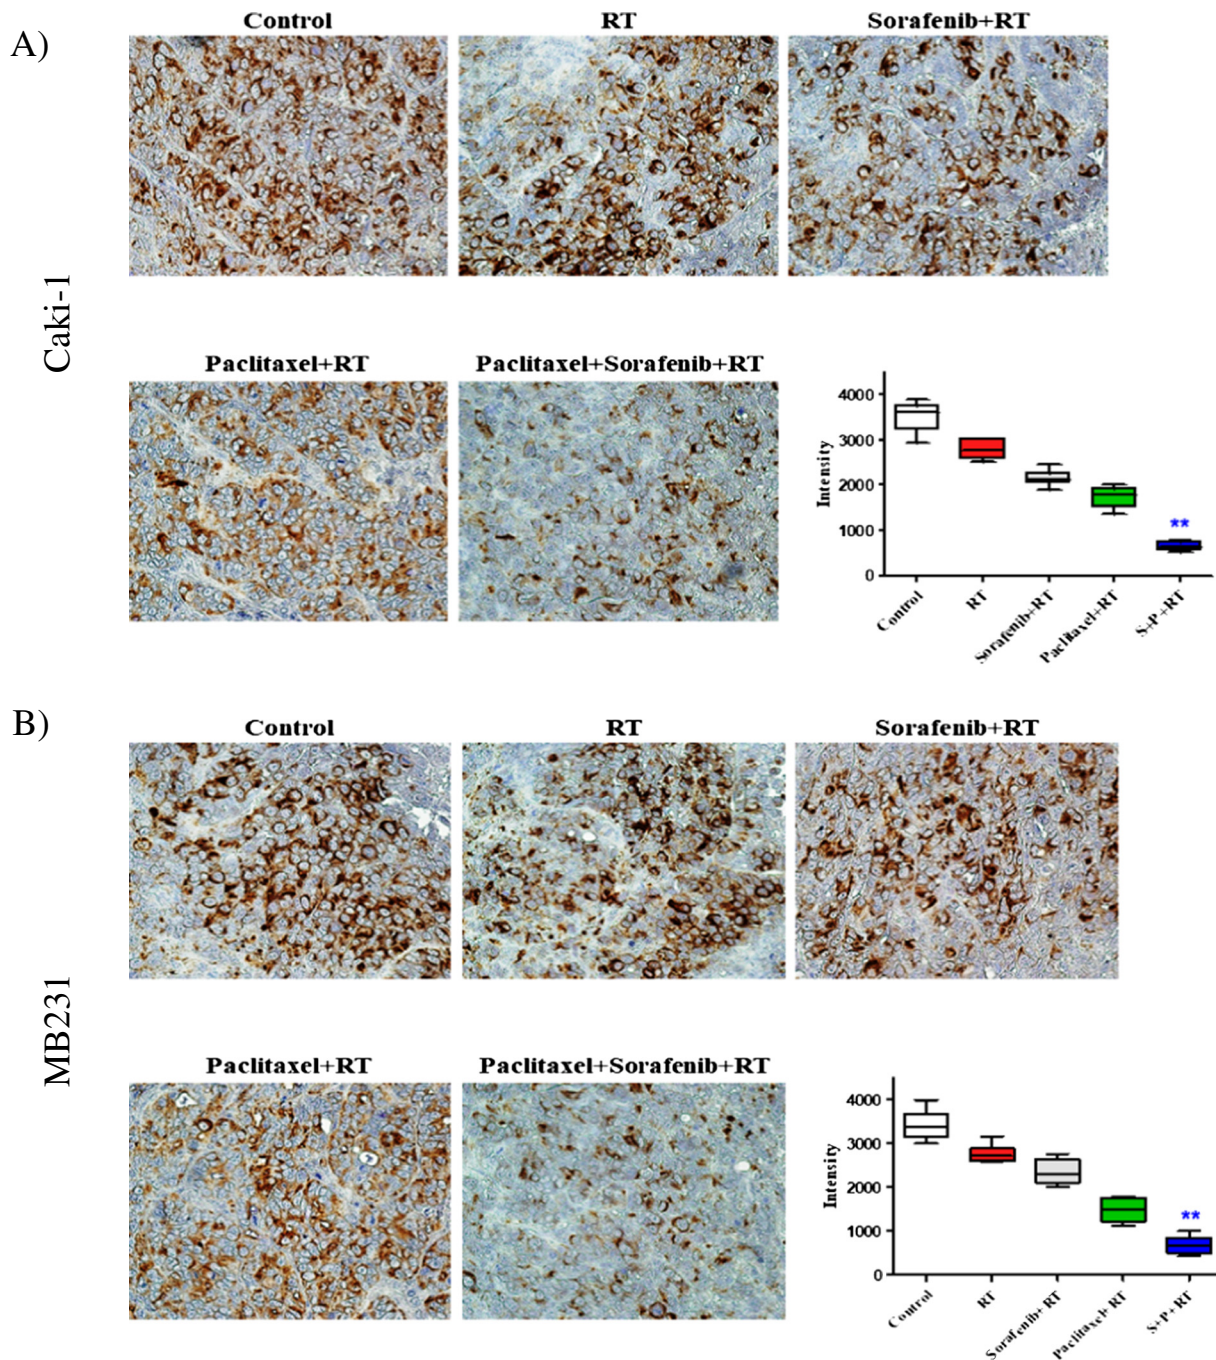 A)
Control
RT
Sorafenib+RT
Caki-1
Paclitaxel+RT
Paclitaxel+Sorafenib+RT
Intensity
4000
3000
2000
1000
0
**
Control
RT
Sorafenib+RT
Paclitaxel+RT
S+P+RT
B)
Control
RT
Sorafenib+RT
MB231
Paclitaxel+RT
Paclitaxel+Sorafenib+RT
Intensity
4000
3000
2000
1000
0
**
Control
RT
Sorafenib+RT
Paclitaxel+RT
S+P+RT